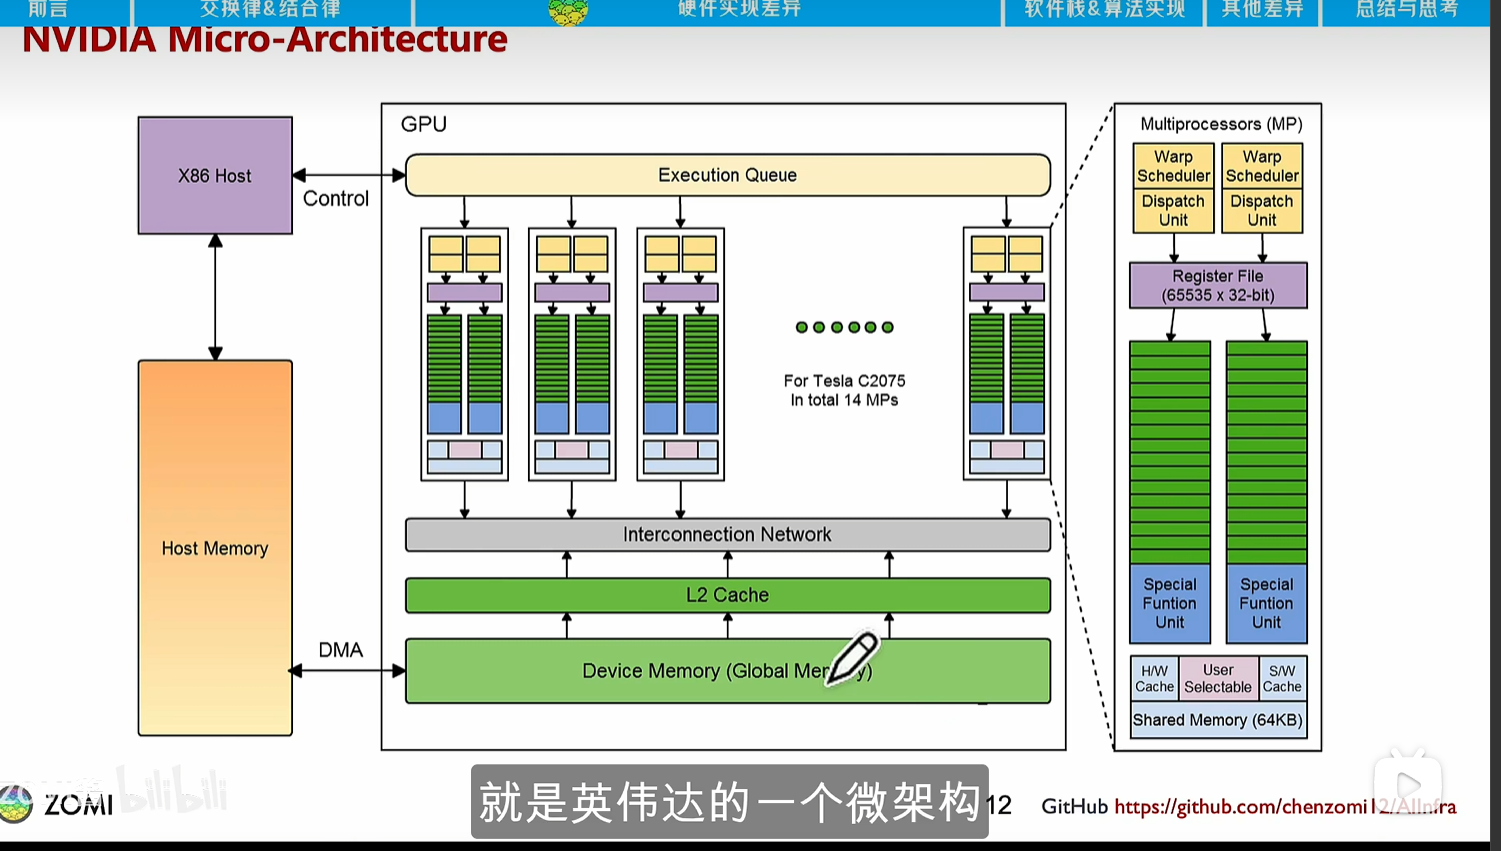 前言
交换律&结合律
硬件实现差异
软件栈&算法实现
其他差异
总结与思考
NVIDIA Micro-Architecture
X86 Host
Control
Host Memory
DMA
GPU
Execution Queue
For Tesla C2075
In total 14 MPs
Interconnection Network
L2 Cache
Device Memory (Global Mem y)
Multiprocessors (MP)
Warp
Scheduler
Dispatch
Unit
Warp
Scheduler
Dispatch
Unit
Register File
(65535 x 32-bit)
Special
Funtion
Unit
Special
Funtion
Unit
H/W
Cache
User
Selectable
S/W
Cache
Shared Memory (64KB)
ZOMI
bilibili
就是英伟达的一个微架构
12
GitHub https://github.com/chenzomi12/AIInfra